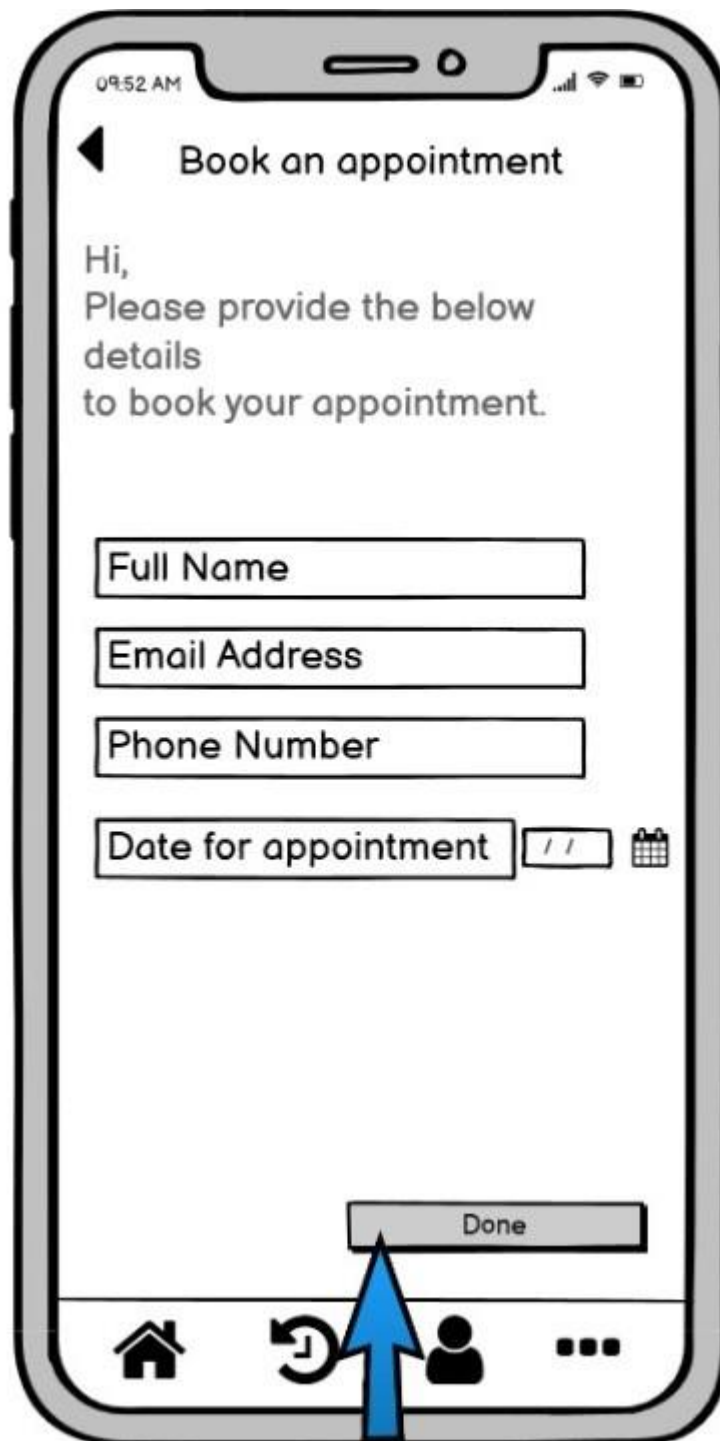 09:52 AM
Book an appointment
Hi,
Please provide the below
details
to book your appointment.
Full Name
Email Address
Phone Number
Date for appointment / /
Done